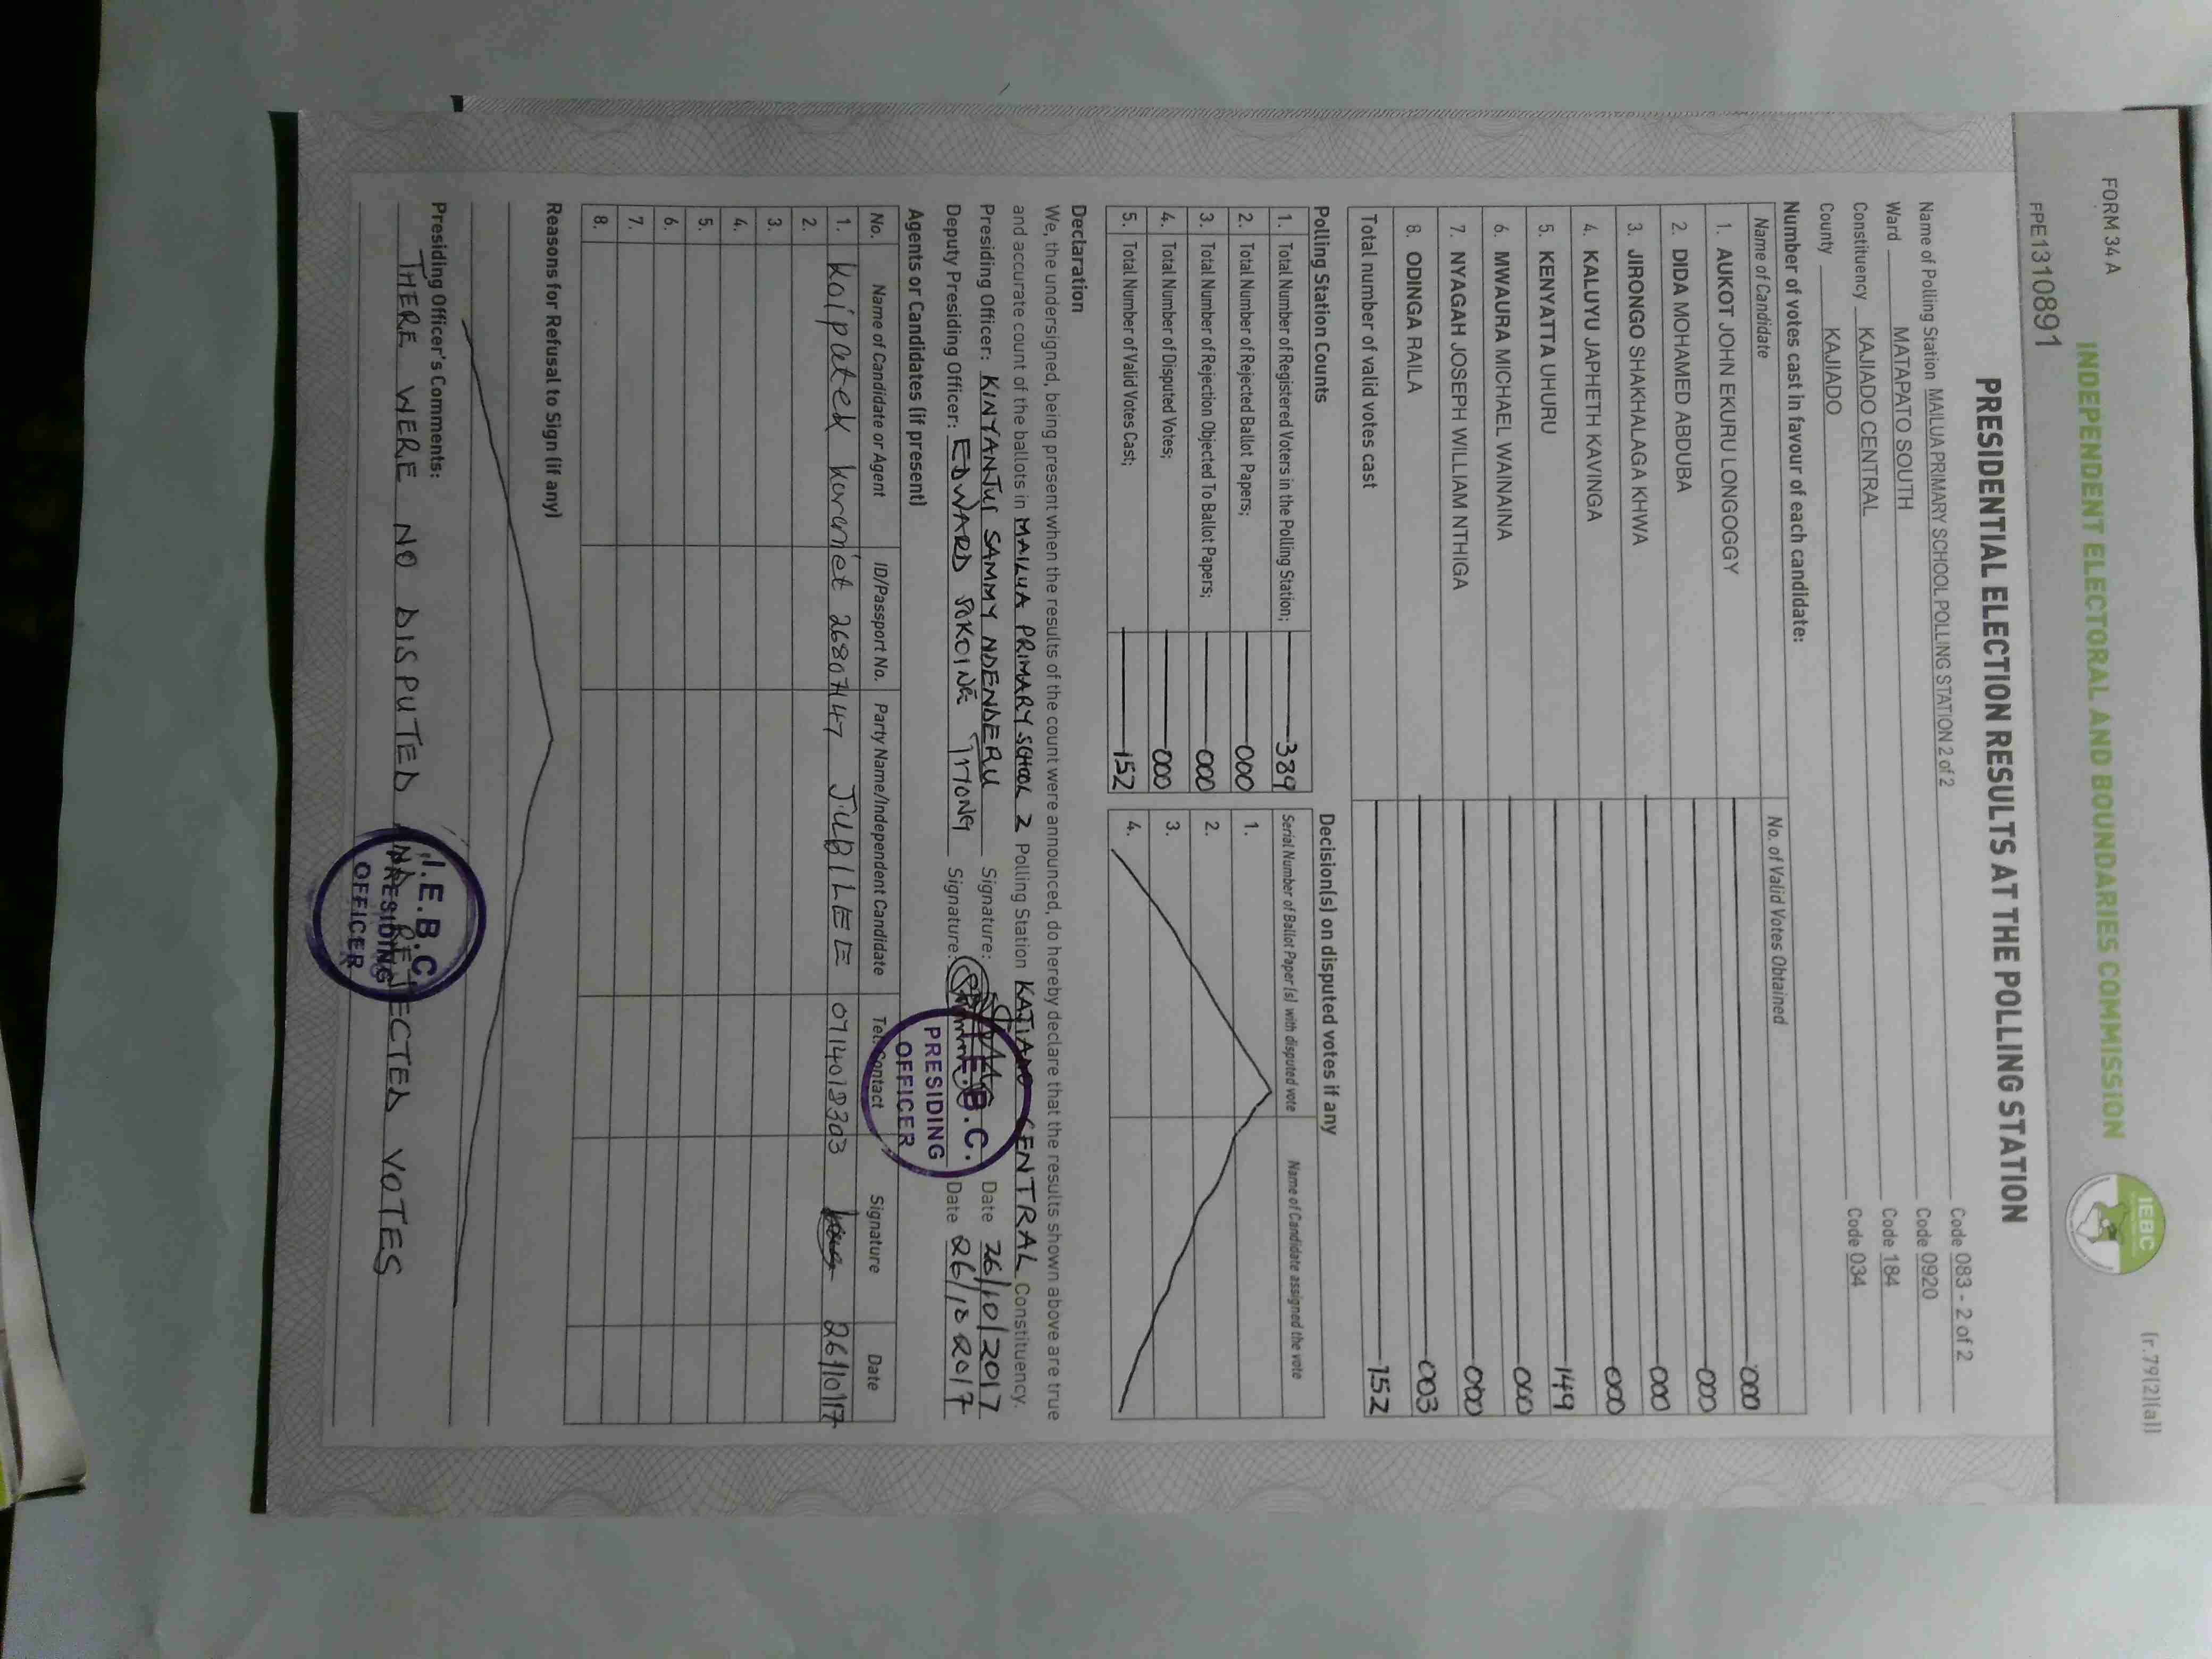 FORM 34 A
(r.79(2)(a))
INDEPENDENT ELECTORAL AND BOUNDARIES COMMISSION
IEBC
FPE1310891
PRESIDENTIAL ELECTION RESULTS AT THE POLLING STATION
Name of Polling Station MAILUA PRIMARY SCHOOL POLLING STATION 2 of 2 Code 083 - 2 of 2
Ward MATAPATO SOUTH Code 0920
Constituency KAJIADO CENTRAL Code 184
County KAJIADO Code 034
Number of votes cast in favour of each candidate:
Name of Candidate No. of Valid Votes Obtained
1. AUKOT JOHN EKURU LONGOGGY 000
2. DIDA MOHAMED ABDUBA 000
3. JIRONGO SHAKHALAGA KHWA 000
4. KALUYU JAPHETH KAVINGA 000
5. KENYATTA UHURU 149
6. MWAURA MICHAEL WAINAINA 000
7. NYAGAH JOSEPH WILLIAM NTHIGA 000
8. ODINGA RAILA 003
Total number of valid votes cast 152
Polling Station Counts
1. Total Number of Registered Voters in the Polling Station; 389
2. Total Number of Rejected Ballot Papers; 000
3. Total Number of Rejection Objected To Ballot Papers; 000
4. Total Number of Disputed Votes; 000
5. Total Number of Valid Votes Cast; 152
Decision(s) on disputed votes if any
Serial Number of Ballot Paper(s) with disputed vote Name of Candidate assigned the vote
1.
2.
3.
4.
Declaration
We, the undersigned, being present when the results of the count were announced, do hereby declare that the results shown above are true
and accurate count of the ballots in MAILUA PRIMARY SCHOOL 2 Polling Station KAJIADO CENTRAL Constituency.
Presiding Officer: KINYANJUI SAMMY NDENDERU Signature: Date 26/10/2017
Deputy Presiding Officer: EDWARD SOKOINE Signature: Date 26/10 2017
I.E.B.C.
PRESIDING
OFFICER
Agents or Candidates (if present)
No. Name of Candidate or Agent ID/Passport No. Party Name/Independent Candidate Tel. Contact Signature Date
1. Koipatek 26807147 JUBILEE 26/10/17
2.
3.
4.
5.
6.
7.
8.
Reasons for Refusal to Sign (if any)
Presiding Officer's Comments:
THERE WERE NO DISPUTED AND REJECTED VOTES
I.E.B.C.
PRESIDING
OFFICER